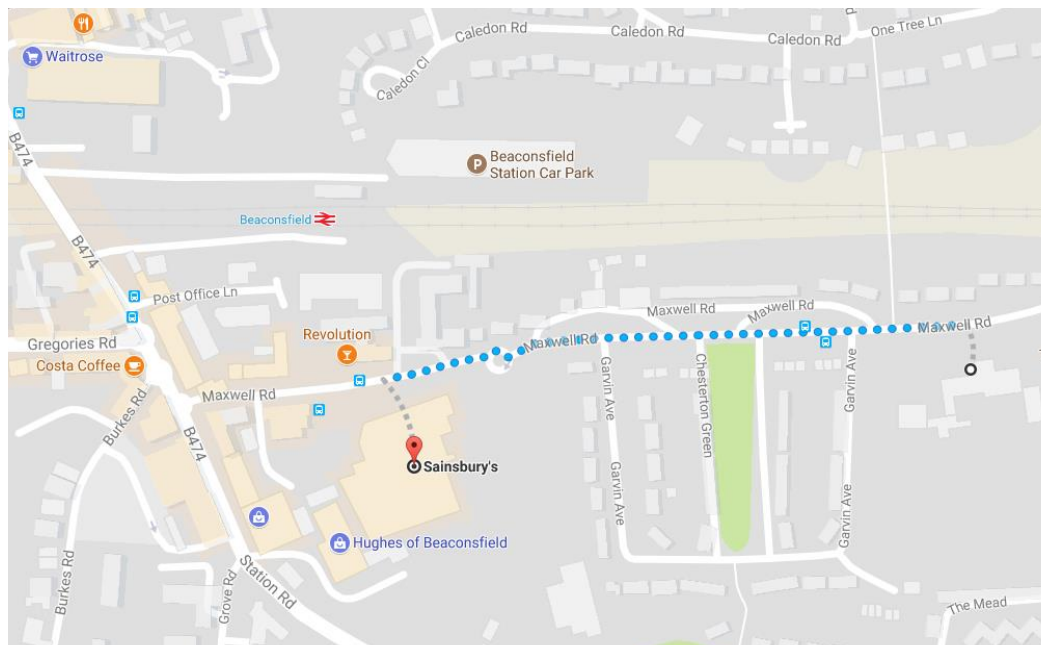 Caledon Rd
Caledon Rd
Caledon Rd
One Tree Ln
Waitrose
Caledon Cl
B474
P
Beaconsfield
Station Car Park
Beaconsfield
B474
Post Office Ln
Maxwell Rd
Maxwell Rd
Maxwell Rd
Revolution
Maxwell Rd
Gregories Rd
Costa Coffee
Maxwell Rd
Burkes Rd
Garvin Ave
Chesterton Green
Garvin Ave
B474
Sainsbury's
Garvin Ave
Garvin Ave
Hughes of Beaconsfield
Burkes Rd
Grove Rd
Station Rd
The Mead